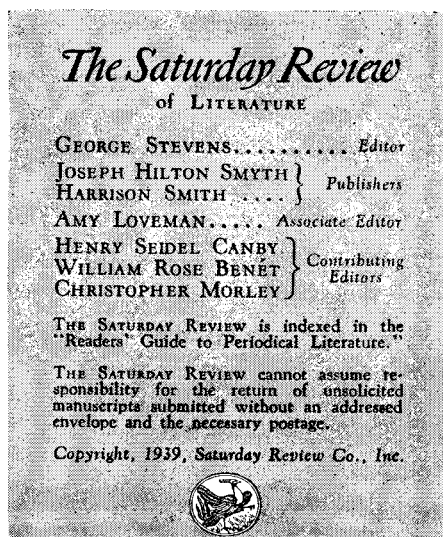 The Saturday Review
of LITERATURE
GEORGE STEVENS.......... Editor
JOSEPH HILTON SMYTH } Publishers
HARRISON SMITH .... }
AMY LOVEMAN..... Associate Editor
HENRY SEIDEL CANBY } Contributing
WILLIAM ROSE BENÉT } Editors
CHRISTOPHER MORLEY }
THE SATURDAY REVIEW is indexed in the
"Readers' Guide to Periodical Literature."
THE SATURDAY REVIEW cannot assume re-
sponsibility for the return of unsolicited
manuscripts submitted without an addressed
envelope and the necessary postage.
Copyright, 1939, Saturday Review Co., Inc.